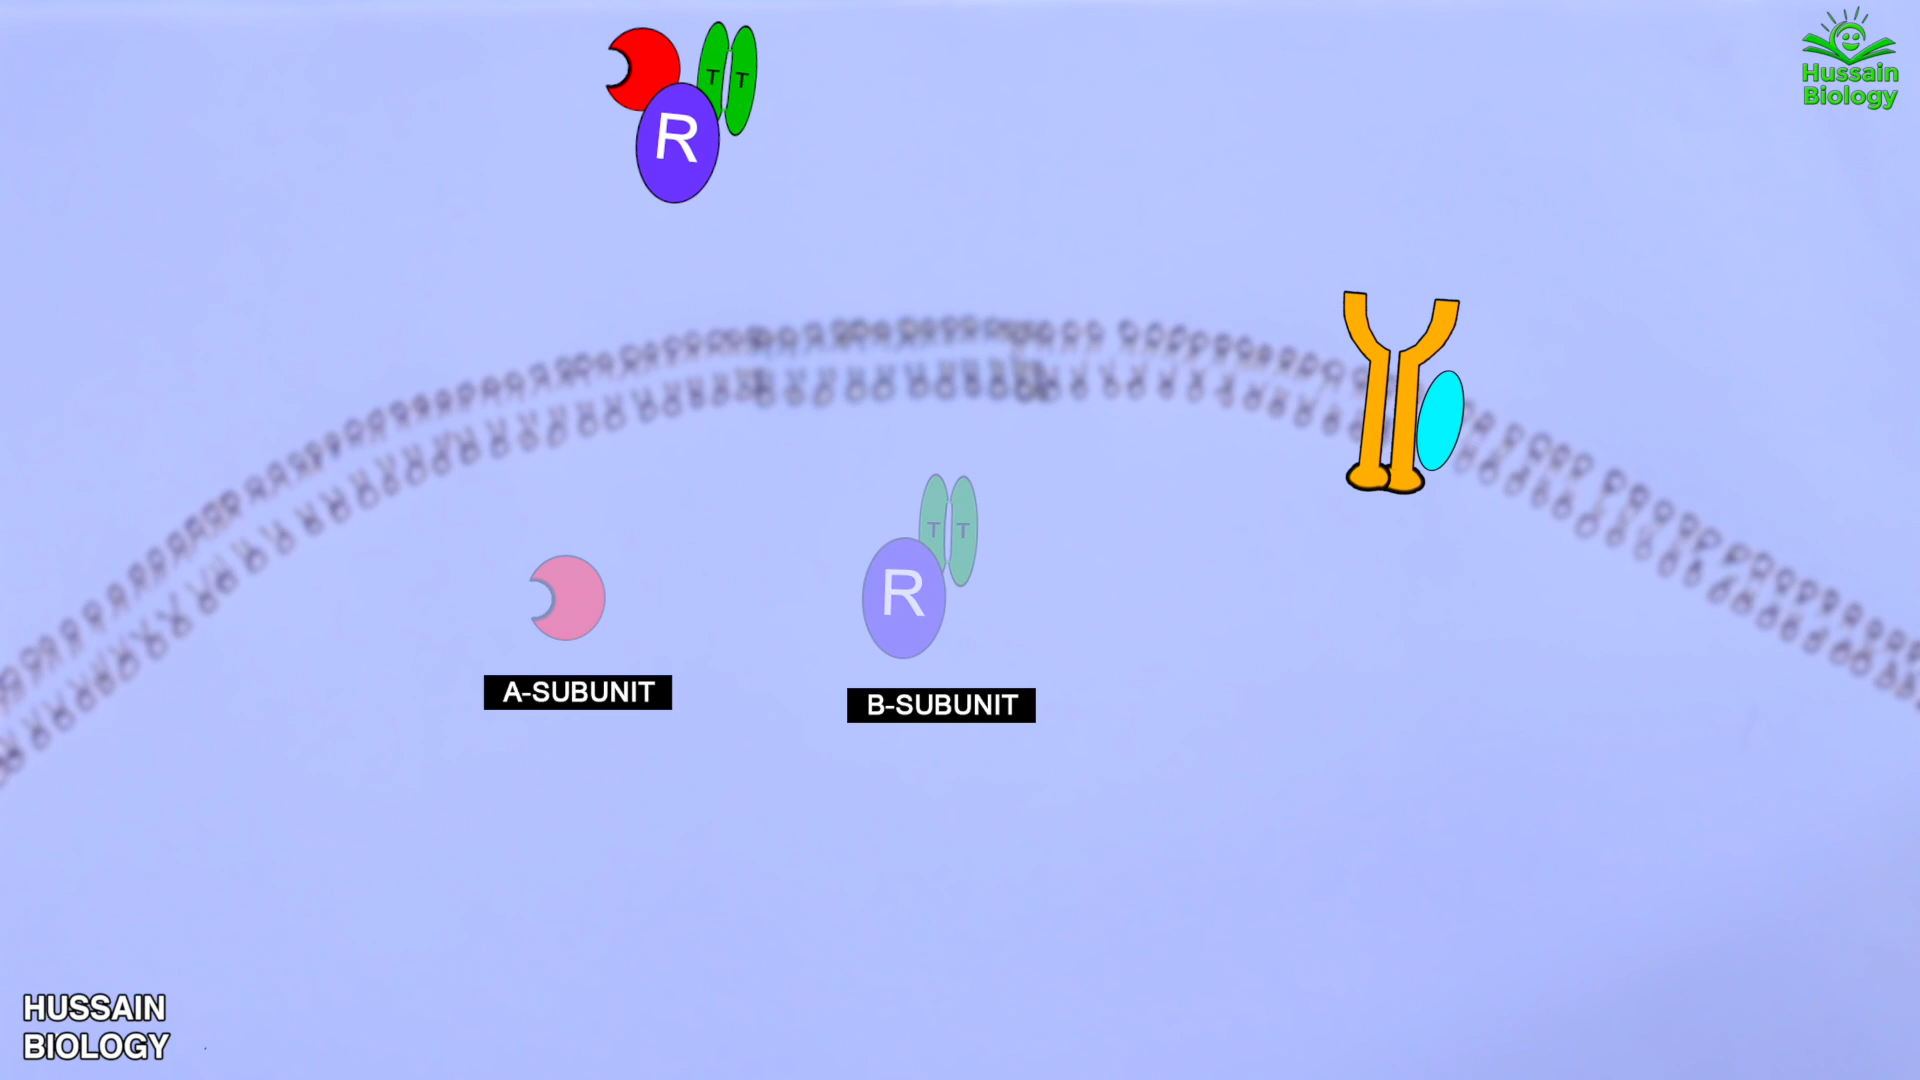 T T
R
Hussain
Biology
T T
R
A-SUBUNIT
B-SUBUNIT
HUSSAIN
BIOLOGY